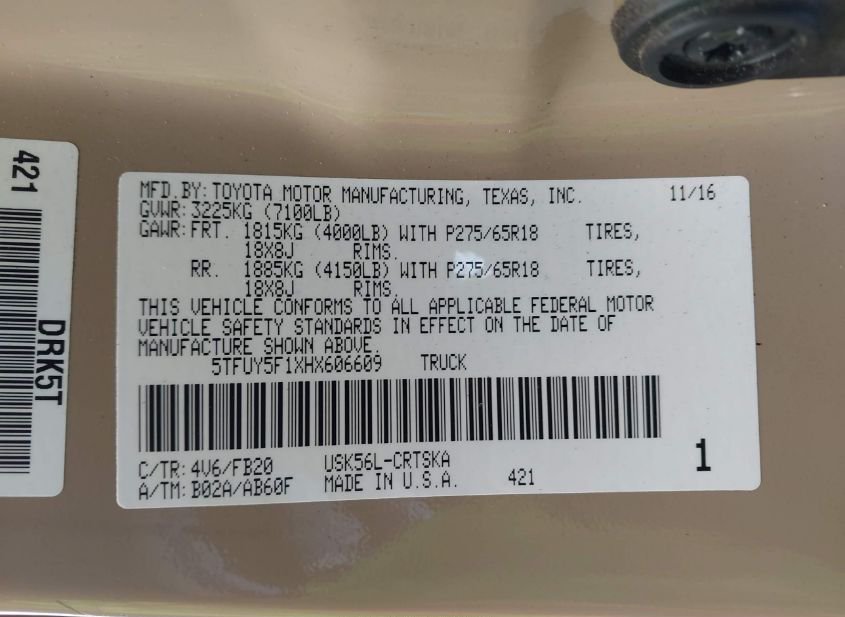 421
DRK5T
MFD.BY: TOYOTA MOTOR MANUFACTURING, TEXAS, INC. 11/16
GVWR: 3225KG (7100LB)
GAWR: FRT. 1815KG (4000LB) WITH P275/65R18 TIRES,
18X8J RIMS.
RR. 1885KG (4150LB) WITH P275/65R18 TIRES,
18X8J RIMS.
THIS VEHICLE CONFORMS TO ALL APPLICABLE FEDERAL MOTOR
VEHICLE SAFETY STANDARDS IN EFFECT ON THE DATE OF
MANUFACTURE SHOWN ABOVE.
5TFUY5F1XHX606609 TRUCK
C/TR: 4V6/FB20 USK56L-CRTSKA 1
A/TM: B02A/AB60F MADE IN U.S.A. 421